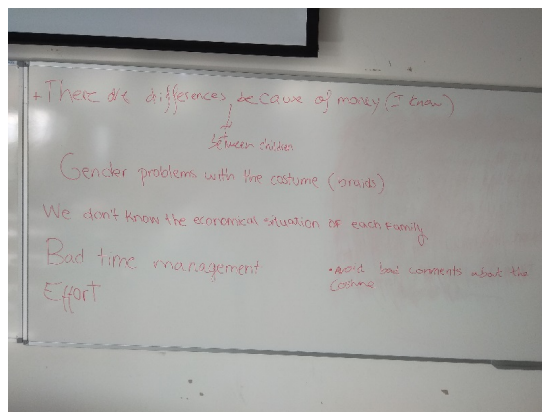 + There are differences because of money (I know)
between children
Gender problems with the costume (braids)
We don't know the economical situation of each family
Bad time management
• Avoid bad comments about the
costume
Effort